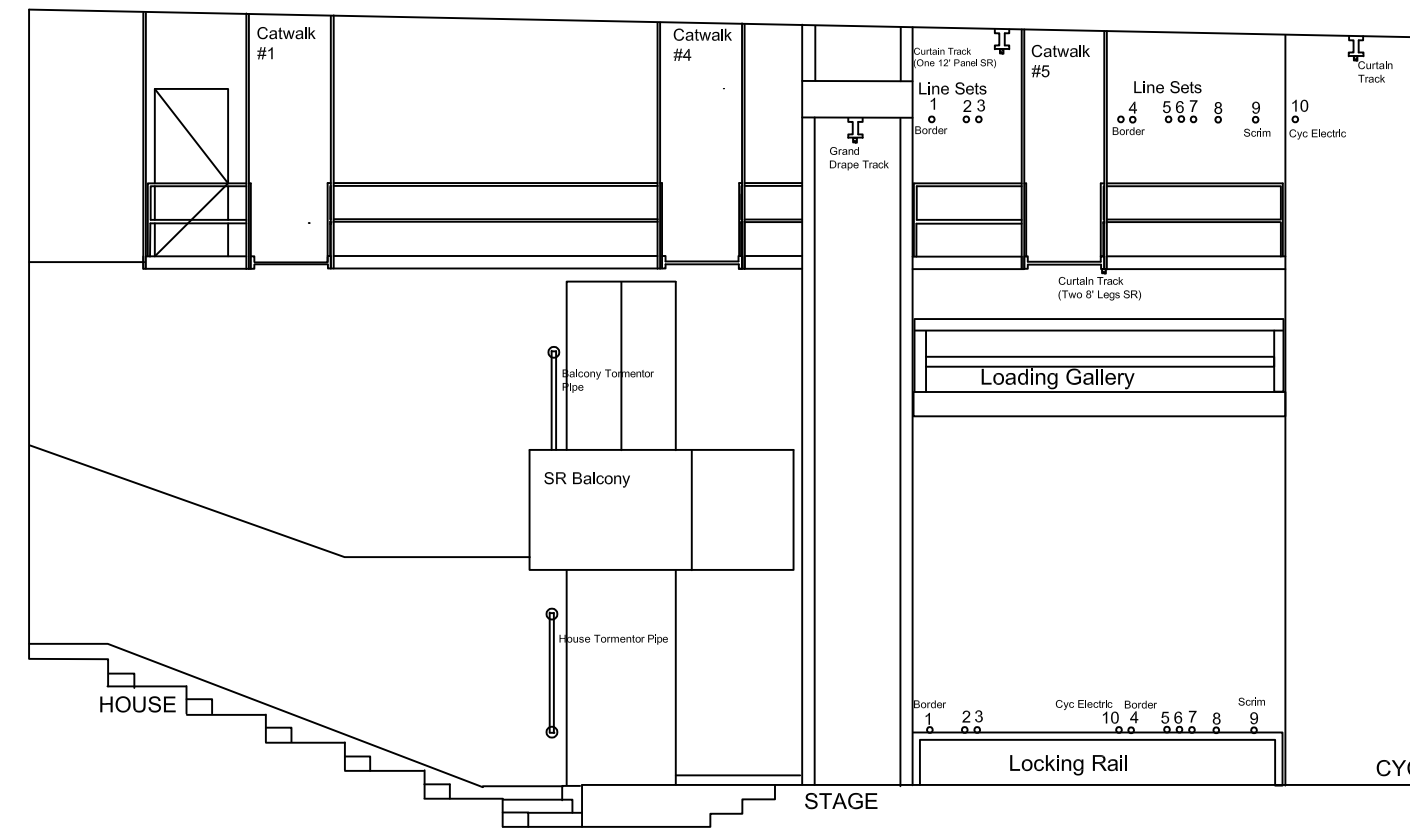 Catwalk
#1
Catwalk
#4
Curtain Track
(One 12' Panel SR)
Catwalk
#5
Curtain
Track
Line Sets
1 2 3
Border
Line Sets
4 5 6 7 8 9 10
Border
Scrim
Cyc Electric
Grand
Drape Track
Curtain Track
(Two 8' Legs SR)
Loading Gallery
Balcony Tormentor
Pipe
SR Balcony
House Tormentor Pipe
HOUSE
Border
1 2 3
Cyc Electric Border
Scrim
10 4 5 6 7 8 9
Locking Rail
STAGE
CY